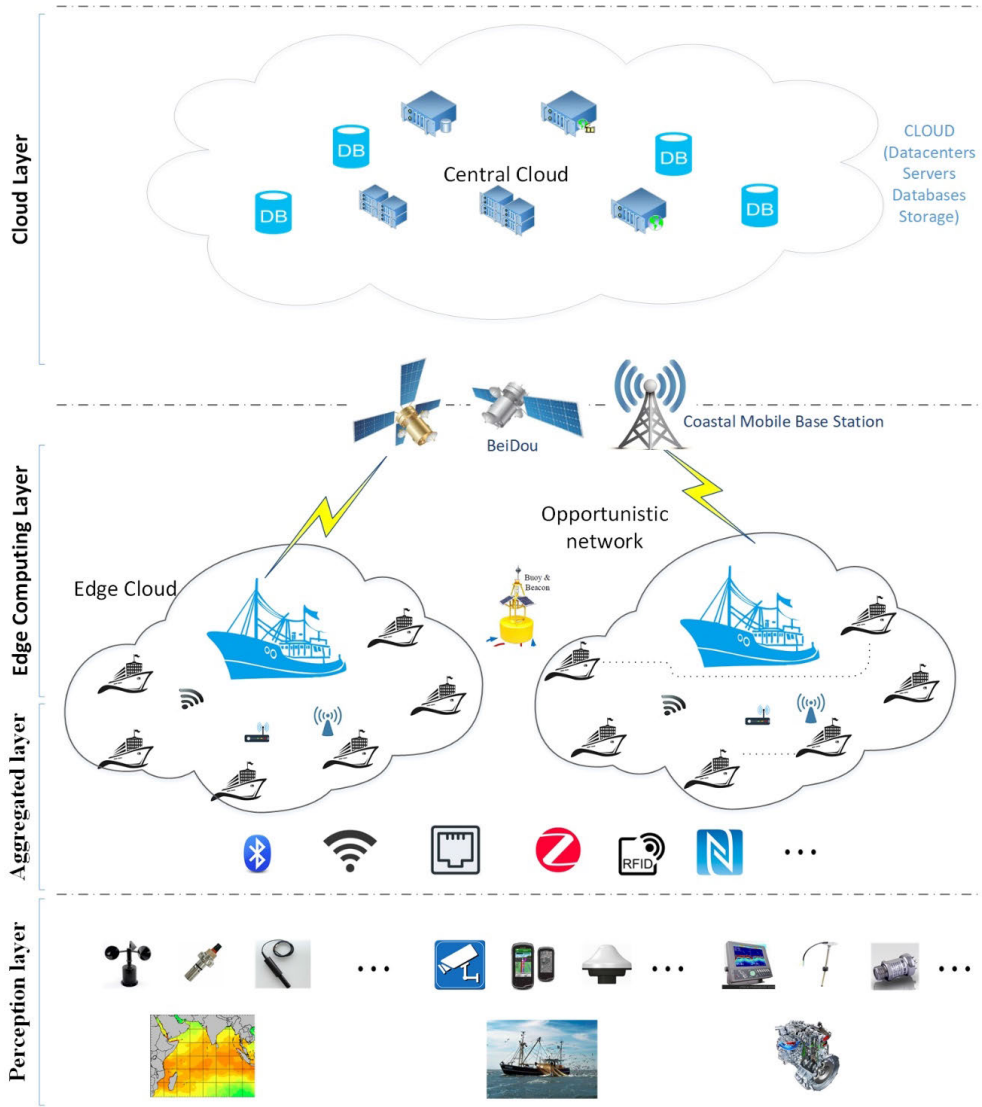 Cloud Layer
DB
DB
DB
DB
Central Cloud
CLOUD
(Datacenters
Servers
Databases
Storage)
BeiDou
Coastal Mobile Base Station
Edge Computing Layer
Opportunistic
network
Edge Cloud
Buoy &
Beacon
Aggregated layer
RFID
Perception layer